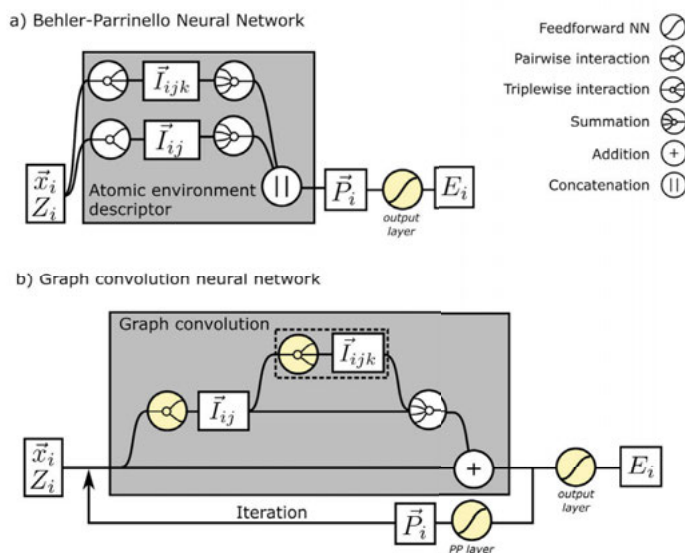 a) Behler-Parrinello Neural Network
Feedforward NN
Pairwise interaction
Triplewise interaction
Summation
Addition +
Concatenation ||
I⃗ijk
I⃗ij
x⃗i
Zi
Atomic environment
descriptor
||
P⃗i
Ei
output
layer
b) Graph convolution neural network
Graph convolution
I⃗ijk
I⃗ij
x⃗i
Zi
+
Ei
output
layer
Iteration
P⃗i
PP layer